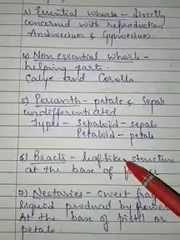 3) Essential whorls - directly
concerned with reproduction
Androecium & Gynoecium
4) Non essential whorls -
helping parts
Calyx and Corolla
5) Perianth - petals & Sepals
undifferentiated
Types - Sepaloid - sepals
Petaloid - petals
6) Bracts - leaflike structure
at the base of
7) Nectaries - sweet
liquid produced by
At the base of pistil or
petals.